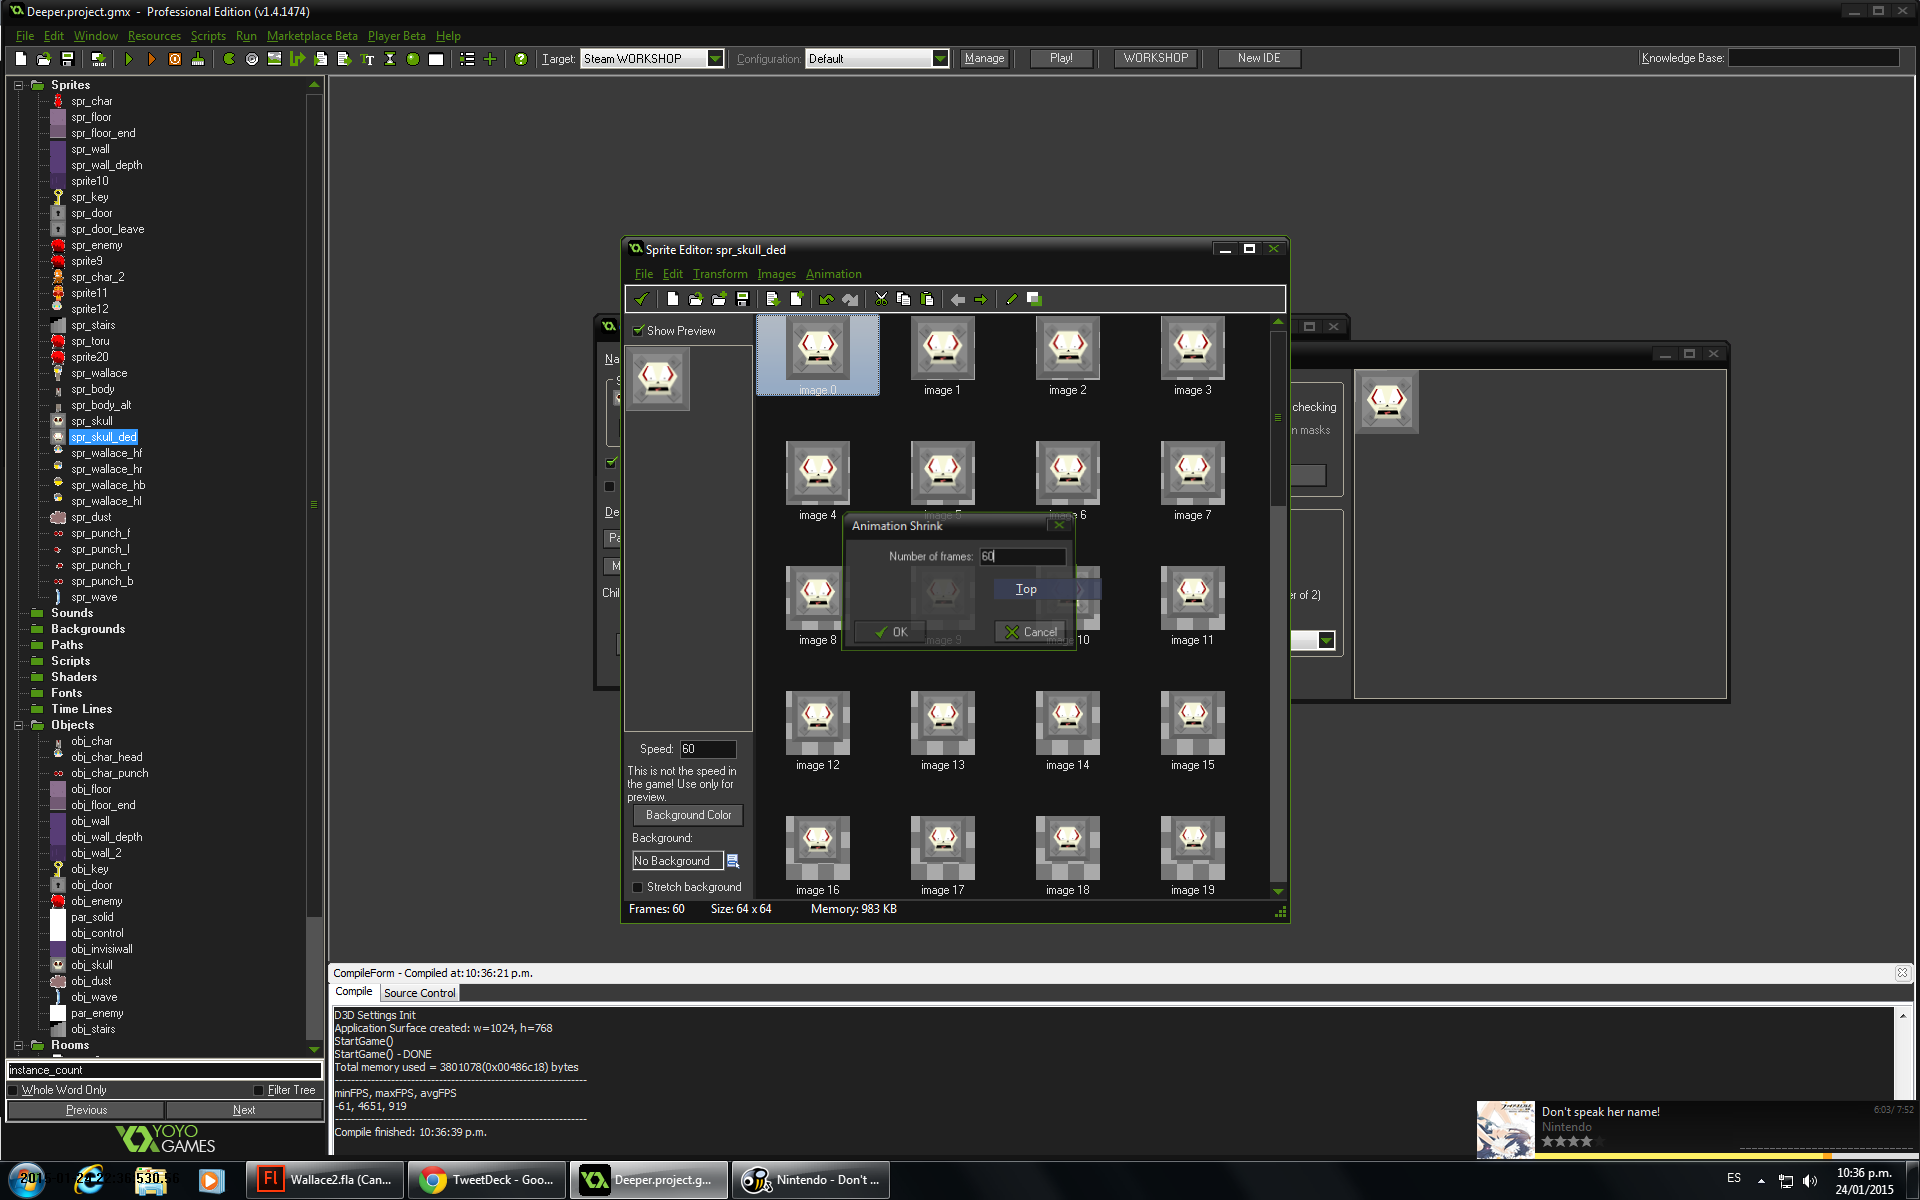 Deeper.project.gmx - Professional Edition (v1.4.1474)
File Edit Window Resources Scripts Run Marketplace Beta Player Beta Help
Target: Steam WORKSHOP Configuration: Default Manage Play! WORKSHOP New IDE Knowledge Base:
Sprites
spr_char
spr_floor
spr_floor_end
spr_wall
spr_wall_depth
sprite10
spr_key
spr_door
spr_door_leave
spr_enemy
sprite9
spr_char_2
sprite11
sprite12
spr_stairs
spr_toru
sprite20
spr_wallace
spr_body
spr_body_alt
spr_skull
spr_skull_ded
spr_wallace_hf
spr_wallace_hr
spr_wallace_hb
spr_wallace_hl
spr_dust
spr_punch_f
spr_punch_l
spr_punch_r
spr_punch_b
spr_wave
Sounds
Backgrounds
Paths
Scripts
Shaders
Fonts
Time Lines
Objects
obj_char
obj_char_head
obj_char_punch
obj_floor
obj_floor_end
obj_wall
obj_wall_depth
obj_wall_2
obj_key
obj_door
obj_enemy
par_solid
obj_control
obj_invisiwall
obj_skull
obj_dust
obj_wave
par_enemy
obj_stairs
Rooms
instance_count
Whole Word Only Filter Tree
Previous Next
YOYO
GAMES
Na
De
Pa
M
Chil
Sprite Editor: spr_skull_ded
File Edit Transform Images Animation
Show Preview
image 0 image 1 image 2 image 3
image 4 image 5 image 6 image 7
Animation Shrink
Number of frames: 60
Top
OK Cancel
image 8 image 9 10 image 11
image 12 image 13 image 14 image 15
image 16 image 17 image 18 image 19
Speed: 60
This is not the speed in
the game! Use only for
preview.
Background Color
Background:
No Background
Stretch background
Frames: 60 Size: 64 x 64 Memory: 983 KB
checking
n masks
er of 2)
CompileForm - Compiled at:10:36:21 p.m.
Compile Source Control
D3D Settings Init
Application Surface created: w=1024, h=768
StartGame()
StartGame() - DONE
Total memory used = 3801078(0x00486c18) bytes
minFPS, maxFPS, avgFPS
-61, 4651, 919
Compile finished: 10:36:39 p.m.
Don't speak her name!
Nintendo
6:03/ 7:52
Wallace2.fla (Can...
TweetDeck - Goo...
Deeper.project.g...
Nintendo - Don't ...
ES
10:36 p.m.
24/01/2015